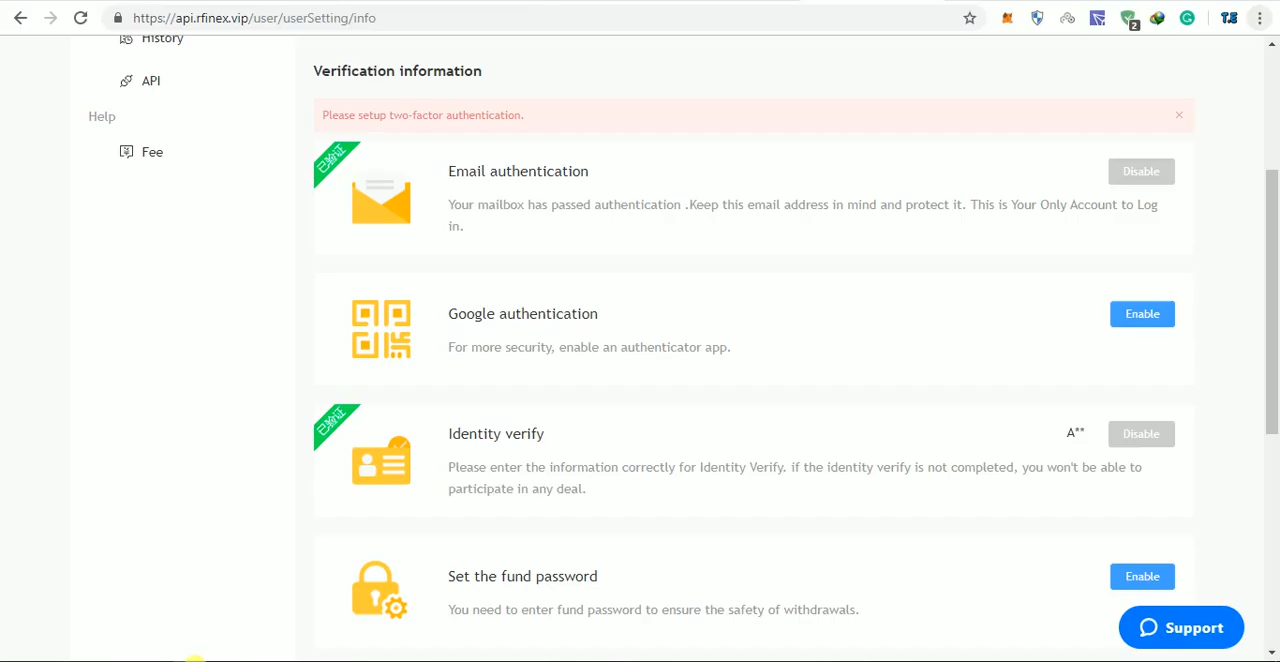 https://api.rfinex.vip/user/userSetting/info
2
T.E
History
API
Help
Fee
Verification information
Please setup two-factor authentication.
已验证
Email authentication
Disable
Your mailbox has passed authentication .Keep this email address in mind and protect it. This is Your Only Account to Log
in.
Google authentication
Enable
For more security, enable an authenticator app.
已验证
Identity verify
A**
Disable
Please enter the information correctly for Identity Verify. if the identity verify is not completed, you won't be able to
participate in any deal.
Set the fund password
Enable
You need to enter fund password to ensure the safety of withdrawals.
Support